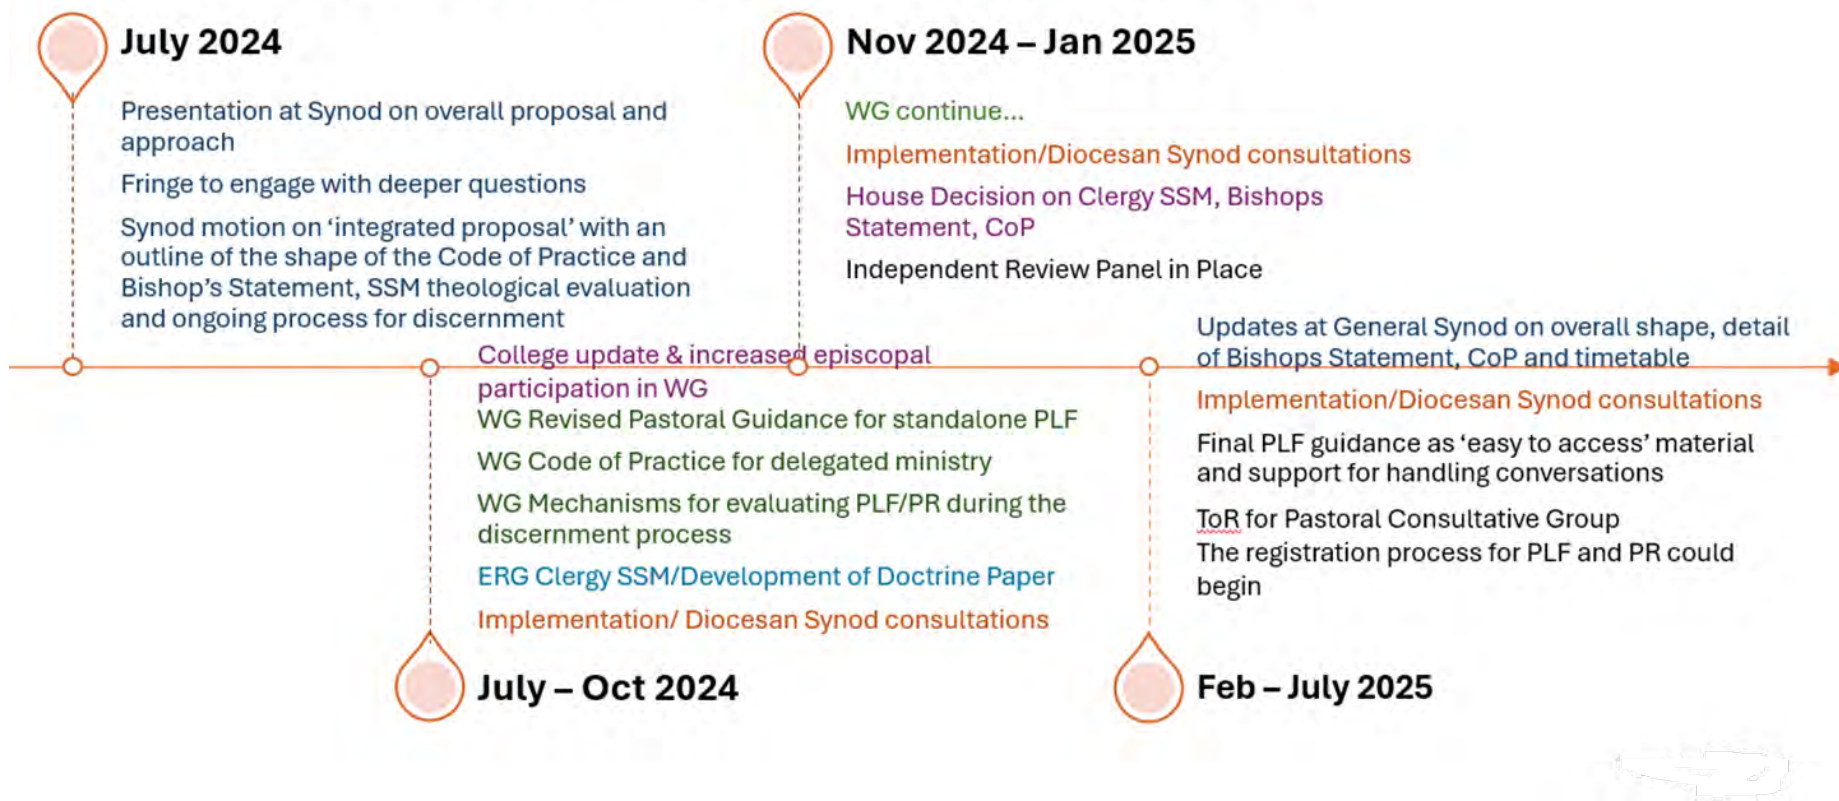 July 2024
Presentation at Synod on overall proposal and
approach
Fringe to engage with deeper questions
Synod motion on ‘integrated proposal’ with an
outline of the shape of the Code of Practice and
Bishop’s Statement, SSM theological evaluation
and ongoing process for discernment
College update & increased episcopal
participation in WG
WG Revised Pastoral Guidance for standalone PLF
WG Code of Practice for delegated ministry
WG Mechanisms for evaluating PLF/PR during the
discernment process
ERG Clergy SSM/Development of Doctrine Paper
Implementation/ Diocesan Synod consultations
July – Oct 2024
Nov 2024 – Jan 2025
WG continue...
Implementation/Diocesan Synod consultations
House Decision on Clergy SSM, Bishops
Statement, CoP
Independent Review Panel in Place
Updates at General Synod on overall shape, detail
of Bishops Statement, CoP and timetable
Implementation/Diocesan Synod consultations
Final PLF guidance as ‘easy to access’ material
and support for handling conversations
ToR for Pastoral Consultative Group
The registration process for PLF and PR could
begin
Feb – July 2025